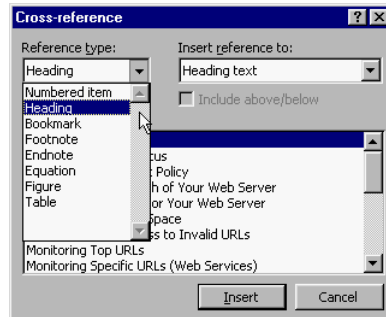 Cross-reference
Reference type:
Insert reference to:
Heading
Heading text
Numbered item
Heading
Bookmark
Footnote
Endnote
Equation
Figure
Table
Include above/below
Policy
h of Your Web Server
or Your Web Server
Space
ss to Invalid URLs
Monitoring Top URLs
Monitoring Specific URLs (Web Services)
Insert
Cancel